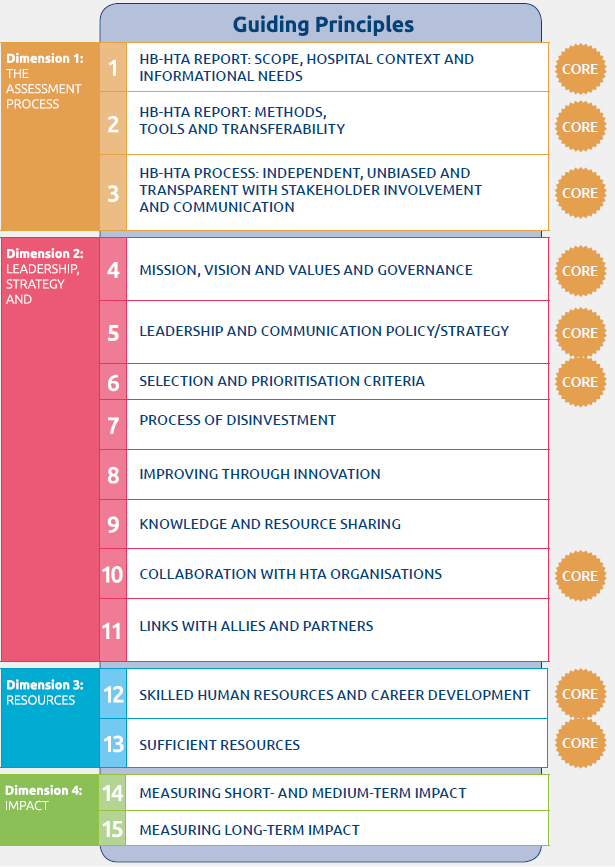 Guiding Principles
Dimension 1:
THE
ASSESSMENT
PROCESS
1
HB-HTA REPORT: SCOPE, HOSPITAL CONTEXT AND
INFORMATIONAL NEEDS
CORE
2
HB-HTA REPORT: METHODS,
TOOLS AND TRANSFERABILITY
CORE
3
HB-HTA PROCESS: INDEPENDENT, UNBIASED AND
TRANSPARENT WITH STAKEHOLDER INVOLVEMENT
AND COMMUNICATION
CORE
Dimension 2:
LEADERSHIP,
STRATEGY
AND
4
MISSION, VISION AND VALUES AND GOVERNANCE
CORE
5
LEADERSHIP AND COMMUNICATION POLICY/STRATEGY
CORE
6
SELECTION AND PRIORITISATION CRITERIA
CORE
7
PROCESS OF DISINVESTMENT
8
IMPROVING THROUGH INNOVATION
9
KNOWLEDGE AND RESOURCE SHARING
10
COLLABORATION WITH HTA ORGANISATIONS
CORE
11
LINKS WITH ALLIES AND PARTNERS
Dimension 3:
RESOURCES
12
SKILLED HUMAN RESOURCES AND CAREER DEVELOPMENT
CORE
13
SUFFICIENT RESOURCES
CORE
Dimension 4:
IMPACT
14
MEASURING SHORT- AND MEDIUM-TERM IMPACT
15
MEASURING LONG-TERM IMPACT